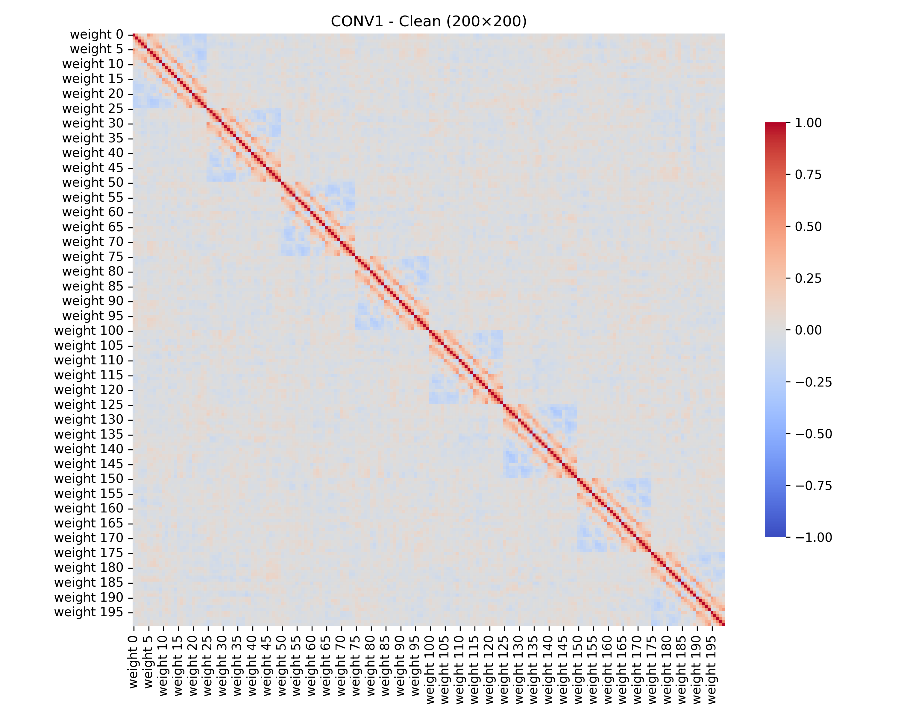 CONV1 - Clean (200×200)
weight 0
weight 5
weight 10
weight 15
weight 20
weight 25
weight 30
weight 35
weight 40
weight 45
weight 50
weight 55
weight 60
weight 65
weight 70
weight 75
weight 80
weight 85
weight 90
weight 95
weight 100
weight 105
weight 110
weight 115
weight 120
weight 125
weight 130
weight 135
weight 140
weight 145
weight 150
weight 155
weight 160
weight 165
weight 170
weight 175
weight 180
weight 185
weight 190
weight 195
weight 0
weight 5
weight 10
weight 15
weight 20
weight 25
weight 30
weight 35
weight 40
weight 45
weight 50
weight 55
weight 60
weight 65
weight 70
weight 75
weight 80
weight 85
weight 90
weight 95
weight 100
weight 105
weight 110
weight 115
weight 120
weight 125
weight 130
weight 135
weight 140
weight 145
weight 150
weight 155
weight 160
weight 165
weight 170
weight 175
weight 180
weight 185
weight 190
weight 195
1.00
0.75
0.50
0.25
0.00
−0.25
−0.50
−0.75
−1.00